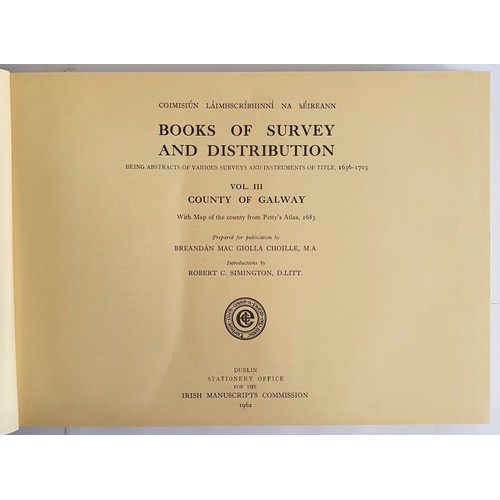 COIMISIÚN LÁIMHSCRÍBHINNÍ NA hÉIREANN
BOOKS OF SURVEY
AND DISTRIBUTION
BEING ABSTRACTS OF VARIOUS SURVEYS AND INSTRUMENTS OF TITLE, 1636-1703
VOL. III
COUNTY OF GALWAY
With Map of the county from Petty's Atlas, 1683
Prepared for publication by
BREANDÁN MAC GIOLLA CHOILLE, M.A.
Introductions by
ROBERT C. SIMINGTON, D.LITT.
DUBLIN
STATIONERY OFFICE
FOR THE
IRISH MANUSCRIPTS COMMISSION
1962